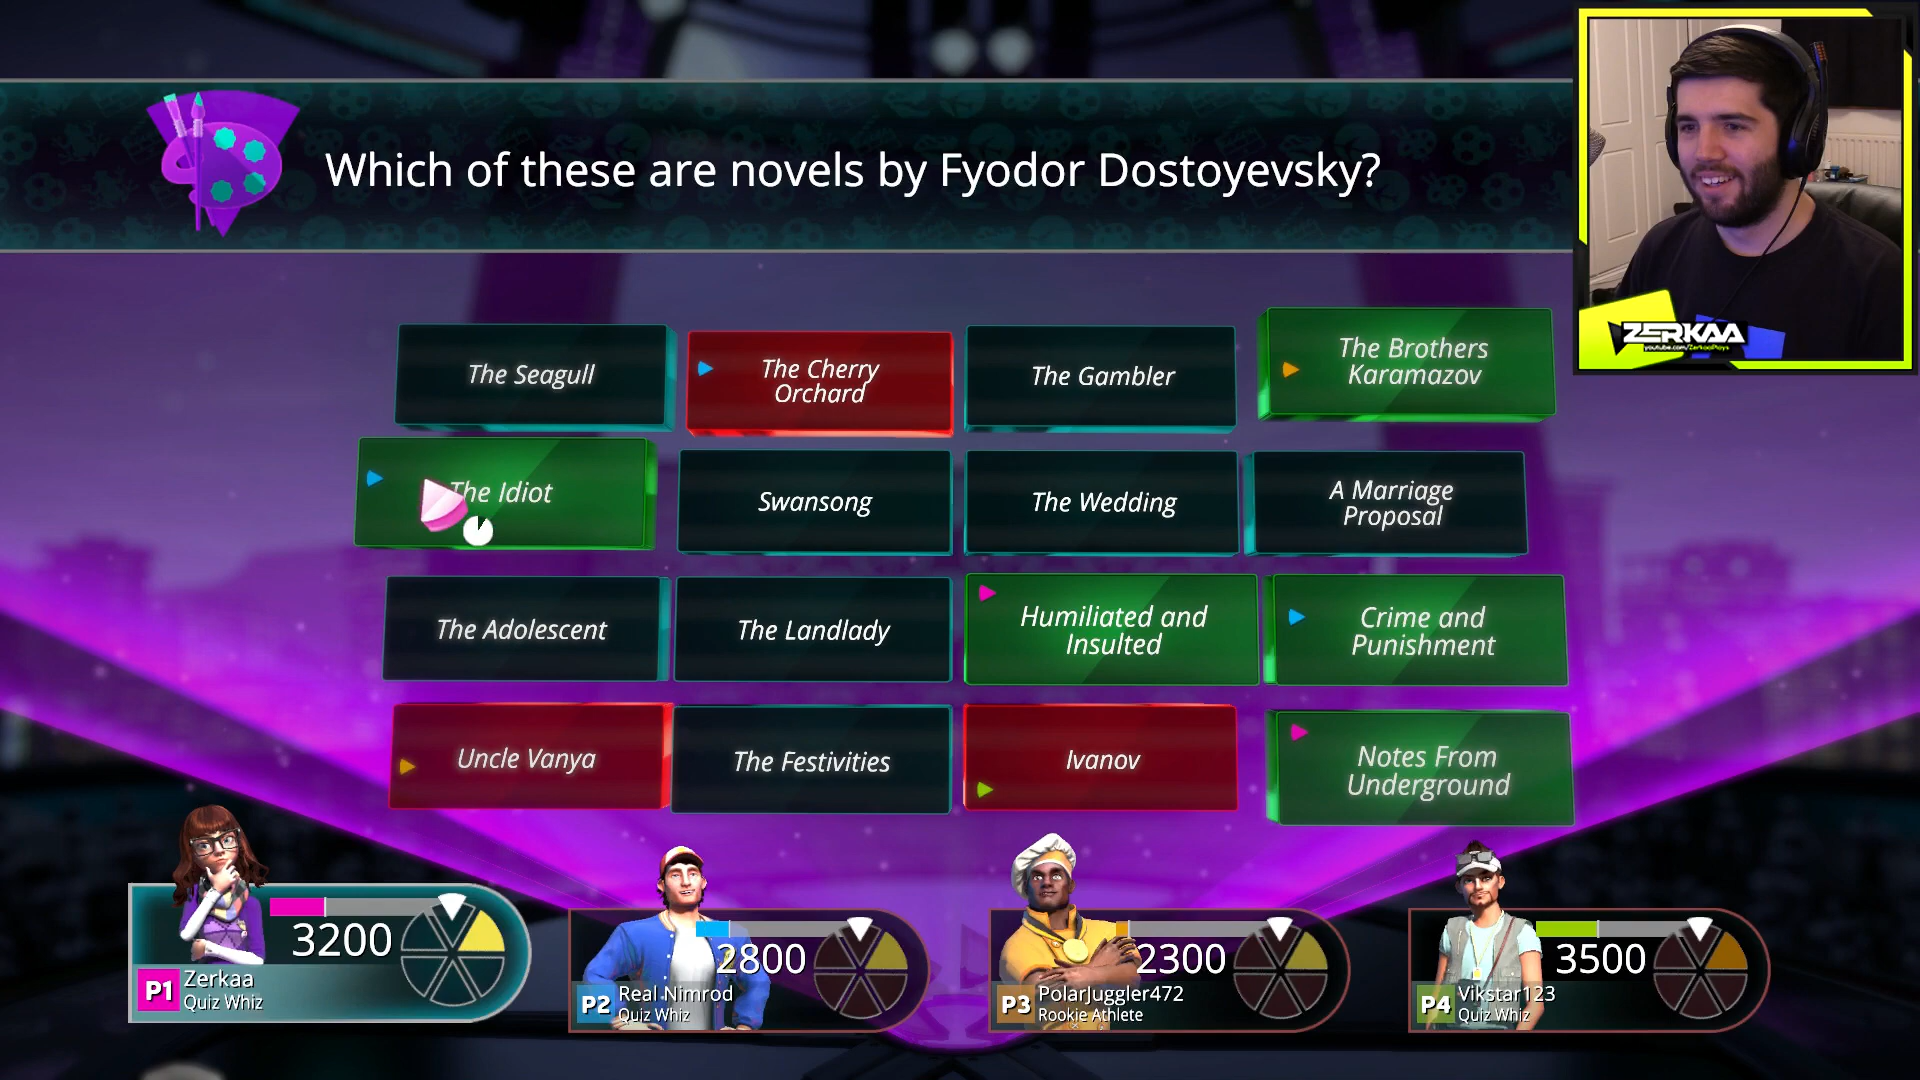 Which of these are novels by Fyodor Dostoyevsky?
ZERKAA
youtube.com/ZerkaaPlays
The Seagull
The Cherry
Orchard
The Gambler
The Brothers
Karamazov
The Idiot
Swansong
The Wedding
A Marriage
Proposal
The Adolescent
The Landlady
Humiliated and
Insulted
Crime and
Punishment
Uncle Vanya
The Festivities
Ivanov
Notes From
Underground
3200
P1
Zerkaa
Quiz Whiz
2800
P2
Real Nimrod
Quiz Whiz
2300
P3
PolarJuggler472
Rookie Athlete
3500
P4
Vikstar123
Quiz Whiz